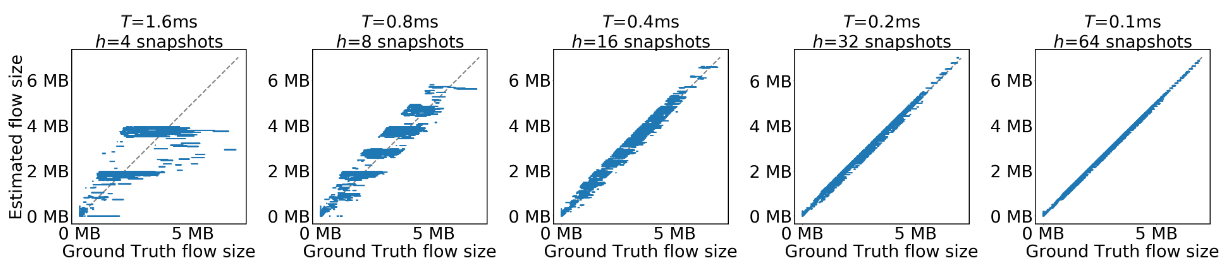 T=1.6ms
h=4 snapshots
T=0.8ms
h=8 snapshots
T=0.4ms
h=16 snapshots
T=0.2ms
h=32 snapshots
T=0.1ms
h=64 snapshots
Estimated flow size
6 MB
4 MB
2 MB
0 MB
0 MB
5 MB
Ground Truth flow size
6 MB
4 MB
2 MB
0 MB
0 MB
5 MB
Ground Truth flow size
6 MB
4 MB
2 MB
0 MB
0 MB
5 MB
Ground Truth flow size
6 MB
4 MB
2 MB
0 MB
0 MB
5 MB
Ground Truth flow size
6 MB
4 MB
2 MB
0 MB
0 MB
5 MB
Ground Truth flow size